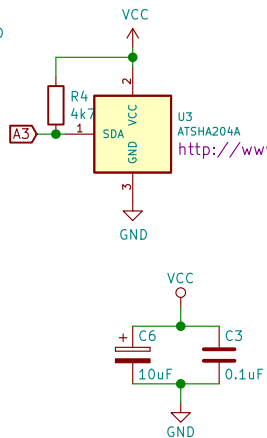 VCC
R4
4k7
A3
1
2
SDA
VCC
GND
3
U3
ATSHA204A
http://ww
GND
VCC
+
C6
10uF
C3
0.1uF
GND